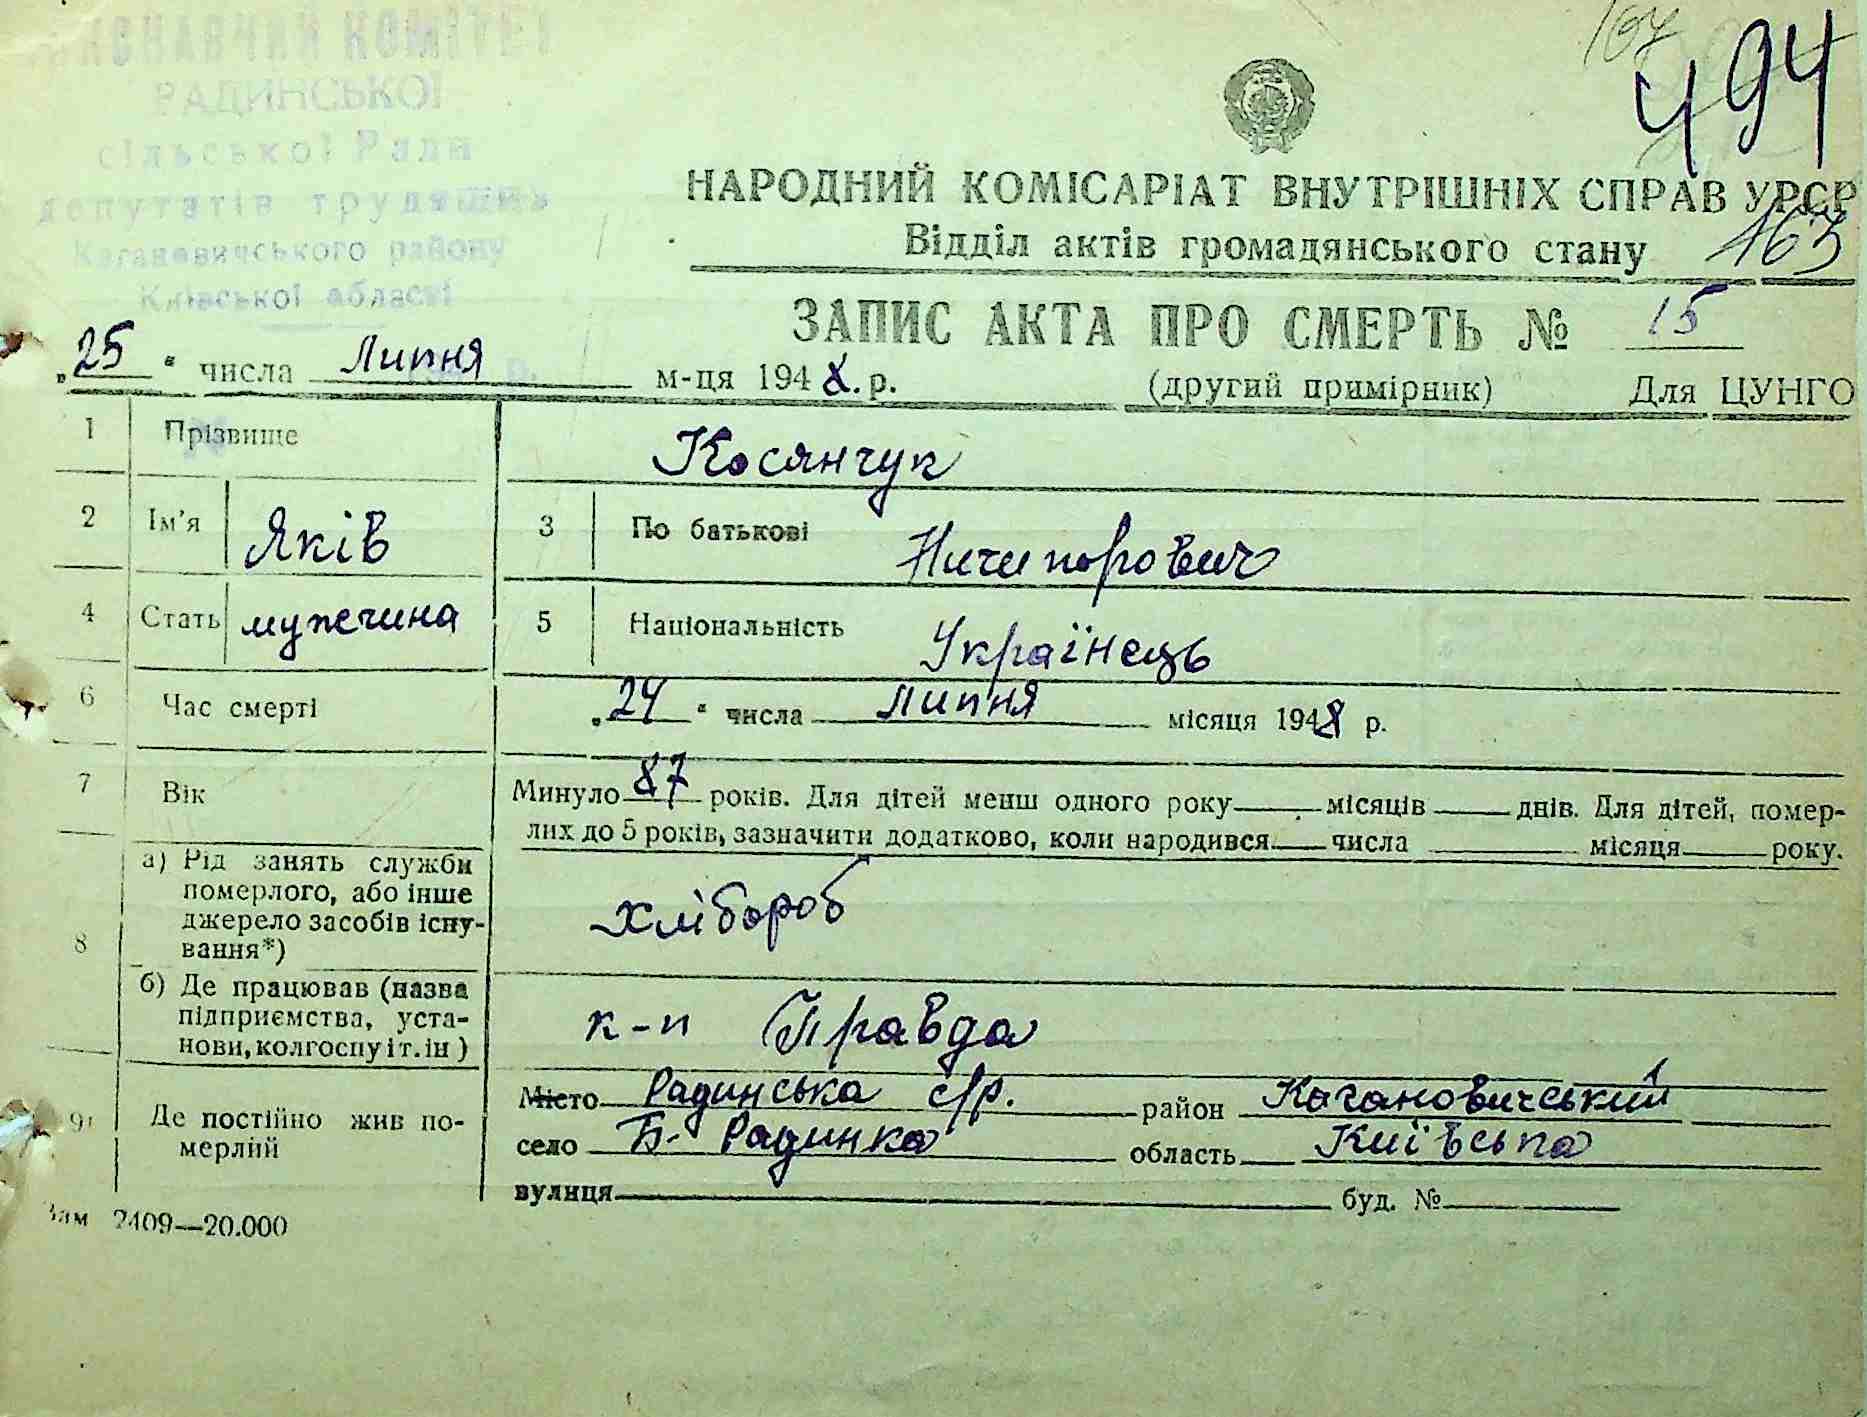 ВИКОНАВЧИЙ КОМІТЕТ
РАДИНСЬКОЇ
сільської Ради
депутатів трудящих
Кагановичського району
Київської області
167
494
НАРОДНИЙ КОМІСАРІАТ ВНУТРІШНІХ СПРАВ УРСР
Відділ актів громадянського стану 163
ЗАПИС АКТА ПРО СМЕРТЬ № 15
„25“ числа Липня м-ця 1948. р. (другий примірник) Для ЦУНГО
1 Прізвище Косянчук
2 Ім'я Яків 3 По батькові Ничипорович
4 Стать мужчина 5 Національність Українець
6 Час смерті „24“ числа липня місяця 1948 р.
7 Вік Минуло 87 років. Для дітей менш одного року місяців днів. Для дітей, помер-
лих до 5 років, зазначити додатково, коли народився числа місяця року.
8 а) Рід занять служби
померлого, або інше
джерело засобів існу-
вання*)
хлібороб
б) Де працював (назва
підприємства, уста-
нови, колгоспу і т. ін)
к-п Правда
9 Де постійно жив по-
мерлий
Місто Радинська с/р. район Кагановичський
село Б-Радинка область Київська
вулиця буд. №
Зам 2409—20.000